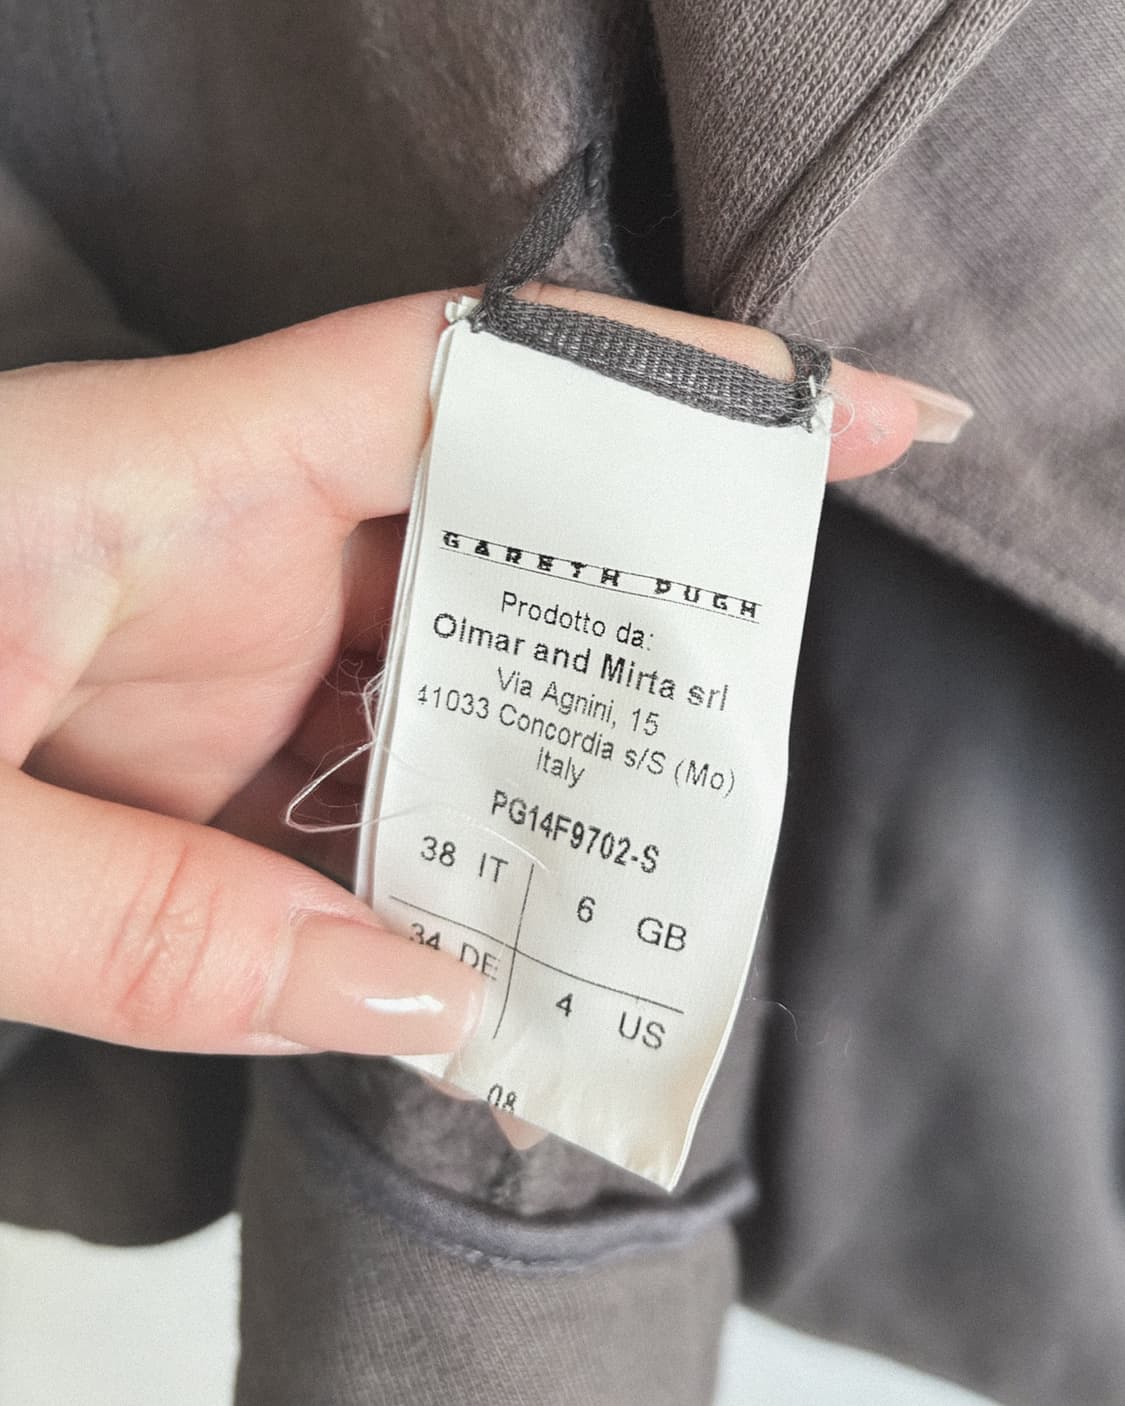 GARETH PUGH
Prodotto da:
Olmar and Mirta srl
Via Agnini, 15
41033 Concordia s/S (Mo)
Italy
PG14F9702-S
38 IT 6 GB
34 DE 4 US
08